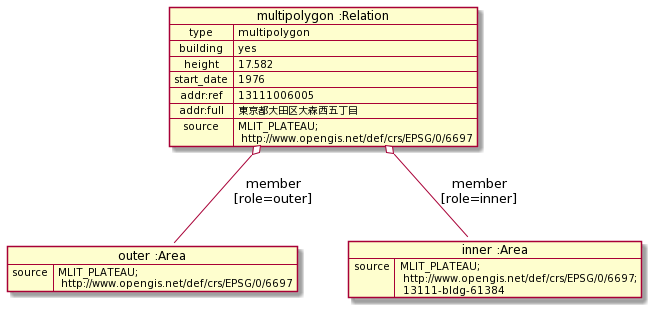 multipolygon :Relation
type multipolygon
building yes
height 17.582
start_date 1976
addr:ref 13111006005
addr:full 東京都大田区大森西五丁目
source MLIT_PLATEAU;
http://www.opengis.net/def/crs/EPSG/0/6697
member
[role=outer]
member
[role=inner]
outer :Area
source MLIT_PLATEAU;
http://www.opengis.net/def/crs/EPSG/0/6697
inner :Area
source MLIT_PLATEAU;
http://www.opengis.net/def/crs/EPSG/0/6697;
13111-bldg-61384